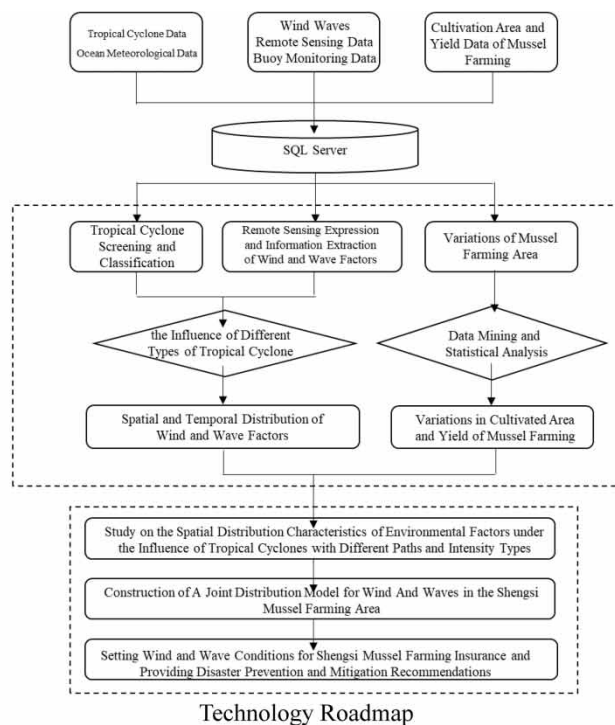 Tropical Cyclone Data
Ocean Meteorological Data
Wind Waves
Remote Sensing Data
Buoy Monitoring Data
Cultivation Area and
Yield Data of Mussel
Farming
SQL Server
Tropical Cyclone
Screening and
Classification
Remote Sensing Expression
and Information Extraction
of Wind and Wave Factors
Variations of Mussel
Farming Area
the Influence of Different
Types of Tropical Cyclone
Data Mining and
Statistical Analysis
Spatial and Temporal Distribution of
Wind and Wave Factors
Variations in Cultivated Area
and Yield of Mussel Farming
Study on the Spatial Distribution Characteristics of Environmental Factors under
the Influence of Tropical Cyclones with Different Paths and Intensity Types
Construction of A Joint Distribution Model for Wind And Waves in the Shengsi
Mussel Farming Area
Setting Wind and Wave Conditions for Shengsi Mussel Farming Insurance and
Providing Disaster Prevention and Mitigation Recommendations
Technology Roadmap